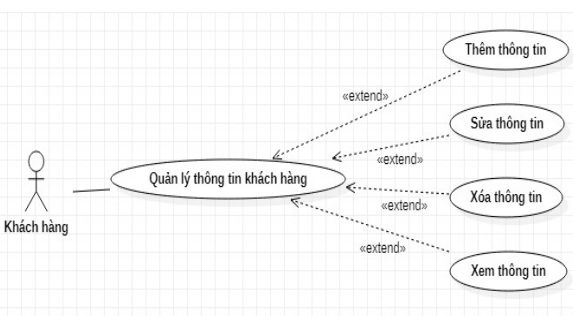 Thêm thông tin
«extend»
Sửa thông tin
«extend»
Quản lý thông tin khách hàng
Xóa thông tin
«extend»
Khách hàng
«extend»
Xem thông tin